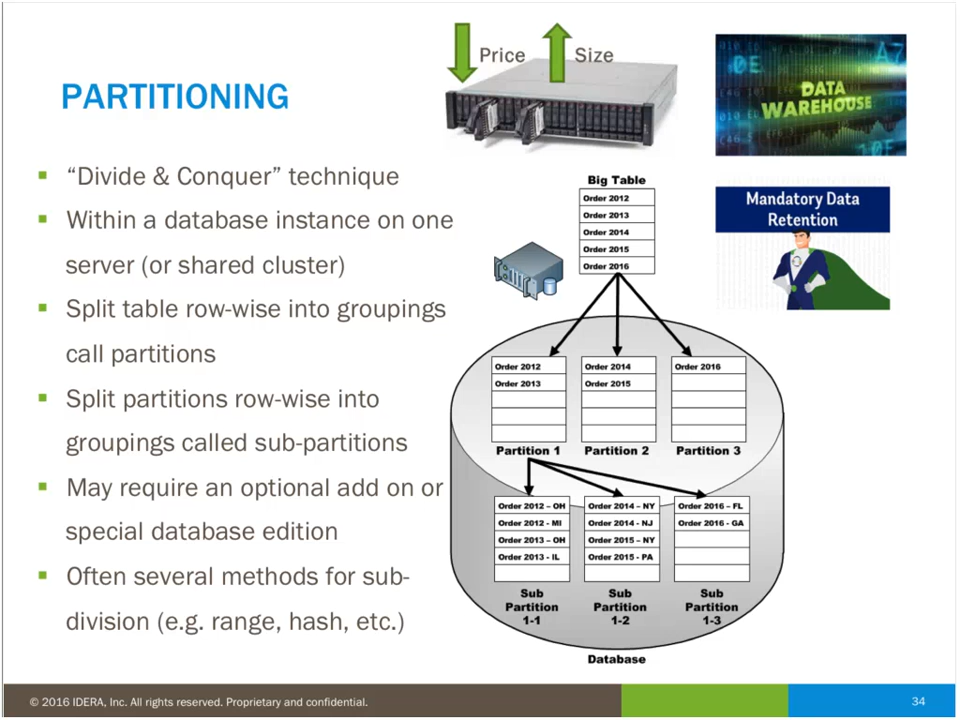 Price
Size
PARTITIONING
DATA
WAREHOUSE
"Divide & Conquer" technique
Within a database instance on one
server (or shared cluster)
Split table row-wise into groupings
call partitions
Split partitions row-wise into
groupings called sub-partitions
May require an optional add on or
special database edition
Often several methods for sub-
division (e.g. range, hash, etc.)
Big Table
Order 2012
Order 2013
Order 2014
Order 2015
Order 2016
Mandatory Data
Retention
Order 2012
Order 2013
Partition 1
Order 2014
Order 2015
Partition 2
Order 2016
Partition 3
Order 2012 – OH
Order 2012 - MI
Order 2013 – OH
Order 2013 - IL
Sub
Partition
1-1
Order 2014 – NY
Order 2014 - NJ
Order 2015 – NY
Order 2015 - PA
Sub
Partition
1-2
Order 2016 – FL
Order 2016 - GA
Sub
Partition
1-3
Database
© 2016 IDERA, Inc. All rights reserved. Proprietary and confidential.
34